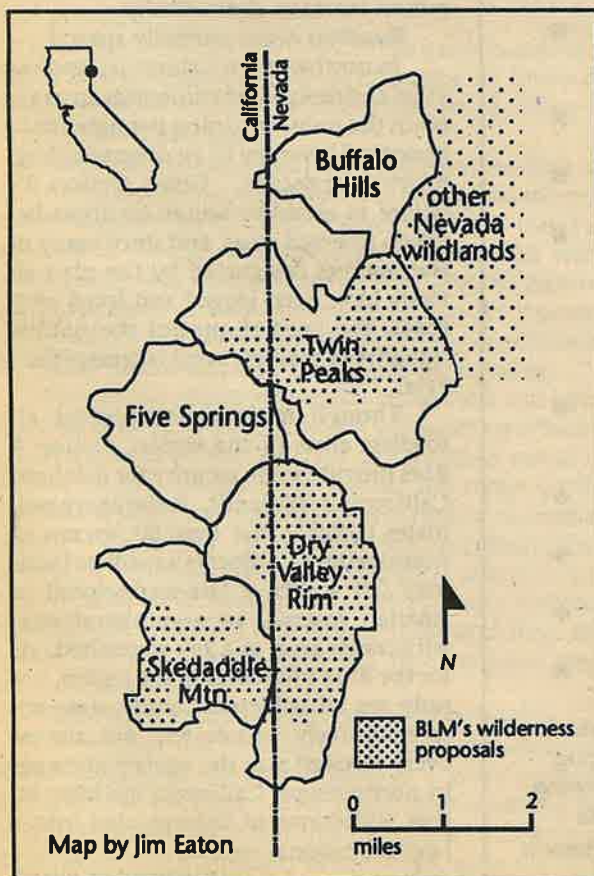 California
Nevada
Buffalo
Hills
other
Nevada
wildlands
Twin
Peaks
Five Springs
Dry
Valley
Rim
Skedaddle
Mtn
N
BLM's wilderness
proposals
0 1 2
miles
Map by Jim Eaton